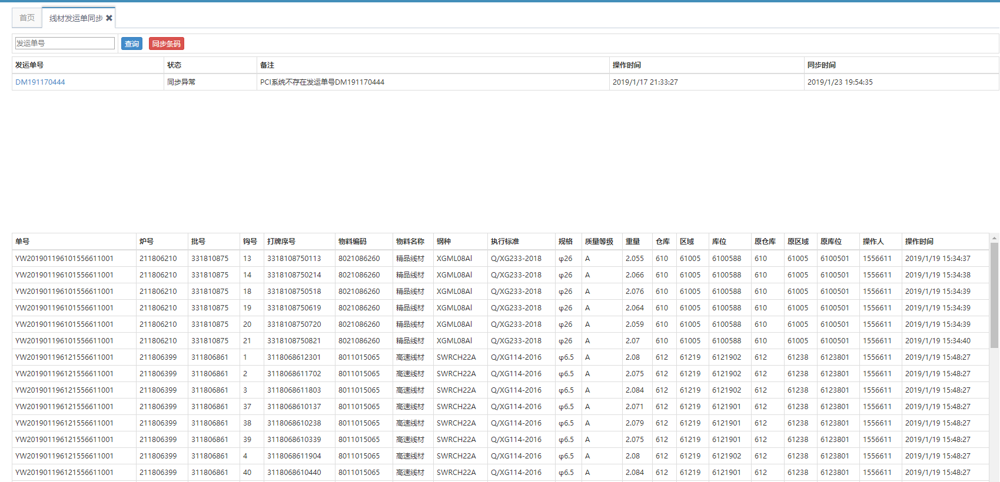 首页 线材发运单同步 ✖
发运单号 查询 同步条码
发运单号 状态 备注 操作时间 同步时间
DM191170444 同步异常 PCI系统不存在发运单号DM191170444 2019/1/17 21:33:27 2019/1/23 19:54:35
单号 炉号 批号 钩号 打牌序号 物料编码 物料名称 钢种 执行标准 规格 质量等级 重量 仓库 区域 库位 原仓库 原区域 原库位 操作人 操作时间
YW201901196101556611001 211806210 331810875 13 3318108750113 8021086260 精品线材 XGML08Al Q/XG233-2018 φ26 A 2.055 610 61005 6100588 610 61005 6100501 1556611 2019/1/19 15:34:37
YW201901196101556611001 211806210 331810875 14 3318108750214 8021086260 精品线材 XGML08Al Q/XG233-2018 φ26 A 2.066 610 61005 6100588 610 61005 6100501 1556611 2019/1/19 15:34:38
YW201901196101556611001 211806210 331810875 18 3318108750518 8021086260 精品线材 XGML08Al Q/XG233-2018 φ26 A 2.076 610 61005 6100588 610 61005 6100501 1556611 2019/1/19 15:34:39
YW201901196101556611001 211806210 331810875 19 3318108750619 8021086260 精品线材 XGML08Al Q/XG233-2018 φ26 A 2.064 610 61005 6100588 610 61005 6100501 1556611 2019/1/19 15:34:39
YW201901196101556611001 211806210 331810875 20 3318108750720 8021086260 精品线材 XGML08Al Q/XG233-2018 φ26 A 2.059 610 61005 6100588 610 61005 6100501 1556611 2019/1/19 15:34:39
YW201901196101556611001 211806210 331810875 21 3318108750821 8021086260 精品线材 XGML08Al Q/XG233-2018 φ26 A 2.07 610 61005 6100588 610 61005 6100501 1556611 2019/1/19 15:34:40
YW201901196121556611001 211806399 311806861 1 3118068612301 8011015065 高速线材 SWRCH22A Q/XG114-2016 φ6.5 A 2.08 612 61219 6121902 612 61238 6123801 1556611 2019/1/19 15:48:27
YW201901196121556611001 211806399 311806861 2 3118068611702 8011015065 高速线材 SWRCH22A Q/XG114-2016 φ6.5 A 2.075 612 61219 6121902 612 61238 6123801 1556611 2019/1/19 15:48:27
YW201901196121556611001 211806399 311806861 3 3118068611803 8011015065 高速线材 SWRCH22A Q/XG114-2016 φ6.5 A 2.084 612 61219 6121902 612 61238 6123801 1556611 2019/1/19 15:48:27
YW201901196121556611001 211806399 311806861 37 3118068610137 8011015065 高速线材 SWRCH22A Q/XG114-2016 φ6.5 A 2.071 612 61219 6121901 612 61238 6123801 1556611 2019/1/19 15:48:27
YW201901196121556611001 211806399 311806861 38 3118068610238 8011015065 高速线材 SWRCH22A Q/XG114-2016 φ6.5 A 2.079 612 61219 6121901 612 61238 6123801 1556611 2019/1/19 15:48:27
YW201901196121556611001 211806399 311806861 39 3118068610339 8011015065 高速线材 SWRCH22A Q/XG114-2016 φ6.5 A 2.075 612 61219 6121901 612 61238 6123801 1556611 2019/1/19 15:48:27
YW201901196121556611001 211806399 311806861 4 3118068611904 8011015065 高速线材 SWRCH22A Q/XG114-2016 φ6.5 A 2.08 612 61219 6121902 612 61238 6123801 1556611 2019/1/19 15:48:27
YW201901196121556611001 211806399 311806861 40 3118068610440 8011015065 高速线材 SWRCH22A Q/XG114-2016 φ6.5 A 2.084 612 61219 6121901 612 61238 6123801 1556611 2019/1/19 15:48:27